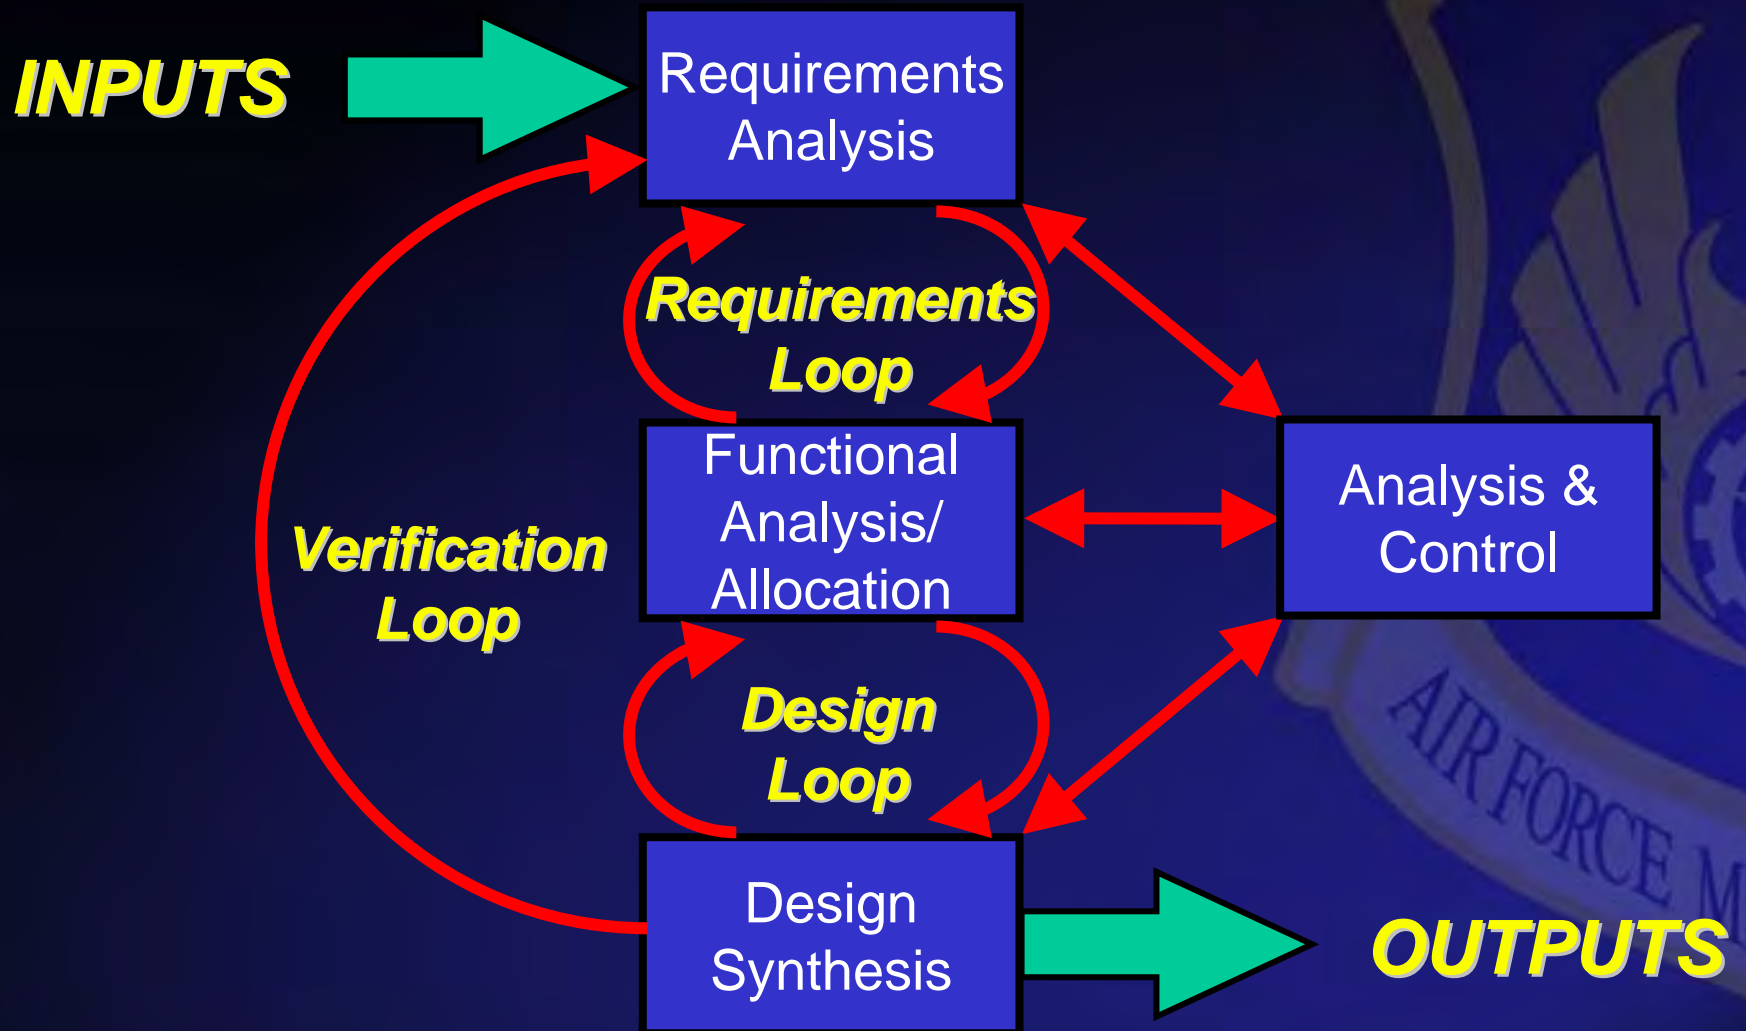 INPUTS
Requirements
Analysis
Requirements
Loop
Functional
Analysis/
Allocation
Analysis &
Control
Verification
Loop
Design
Loop
Design
Synthesis
OUTPUTS
AIR FORCE M